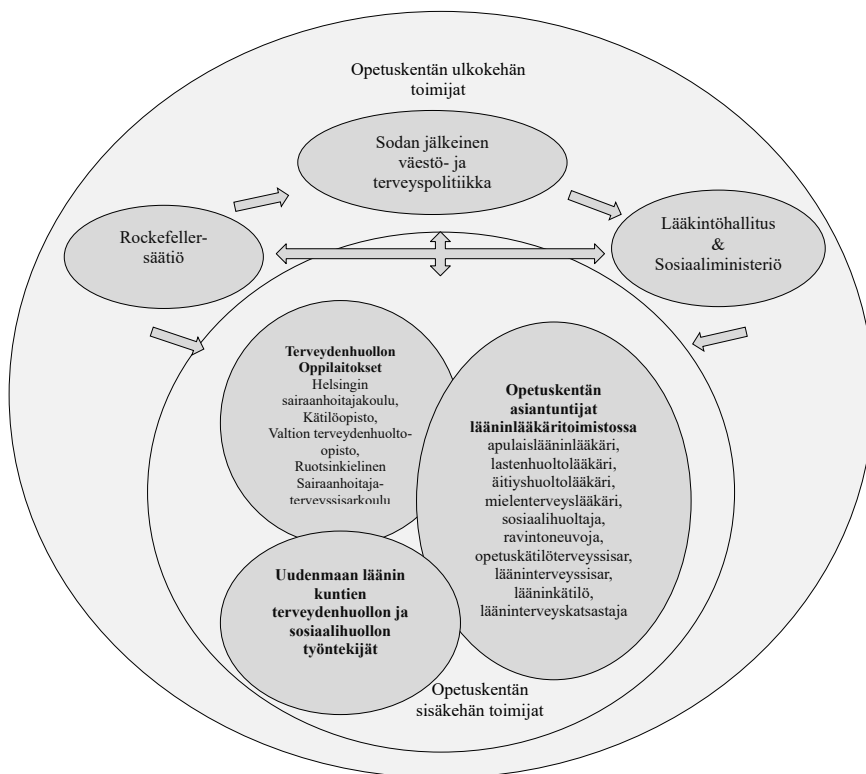 Opetuskentän ulkokehän
toimijat
Sodan jälkeinen
väestö- ja
terveyspolitiikka
Rockefeller-
säätiö
Lääkintöhallitus
&
Sosiaaliministeriö
Terveydenhuollon
Oppilaitokset
Helsingin
sairaanhoitajakoulu,
Kätilöopisto,
Valtion terveydenhuolto-
opisto,
Ruotsinkielinen
Sairaanhoitaja-
terveyssisarkoulu
Opetuskentän
asiantuntijat
lääninlääkäritoimistossa
apulaislääninlääkäri,
lastenhuoltolääkäri,
äitiyshuoltolääkäri,
mielenterveyslääkäri,
sosiaalihuoltaja,
ravintoneuvoja,
opetuskätilöterveyssisar,
lääninterveyssisar,
lääninkätilö,
lääninterveyskatsastaja
Uudenmaan läänin
kuntien
terveydenhuollon ja
sosiaalihuollon
työntekijät
Opetuskentän
sisäkehän toimijat